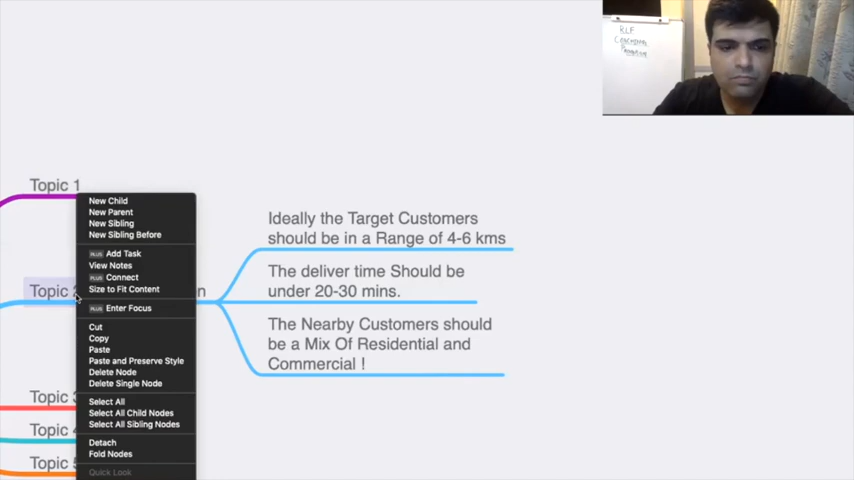 RLF
Topic 1
New Child
New Parent
New Sibling
New Sibling Before
PLUS Add Task
View Notes
PLUS Connect
Size to Fit Content
PLUS Enter Focus
Cut
Copy
Paste
Paste and Preserve Style
Delete Node
Delete Single Node
Select All
Select All Child Nodes
Select All Sibling Nodes
Detach
Fold Nodes
Quick Look
Topic 2
n
Topic 3
Topic 4
Topic 5
Ideally the Target Customers
should be in a Range of 4-6 kms
The deliver time Should be
under 20-30 mins.
The Nearby Customers should
be a Mix Of Residential and
Commercial !